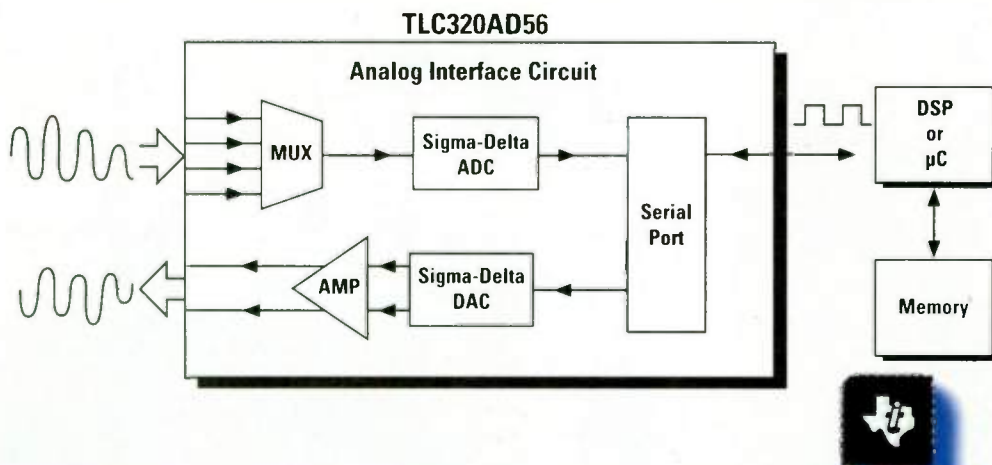 TLC320AD56
Analog Interface Circuit
MUX
Sigma-Delta
ADC
Serial
Port
DSP
or
µC
AMP
Sigma-Delta
DAC
Memory